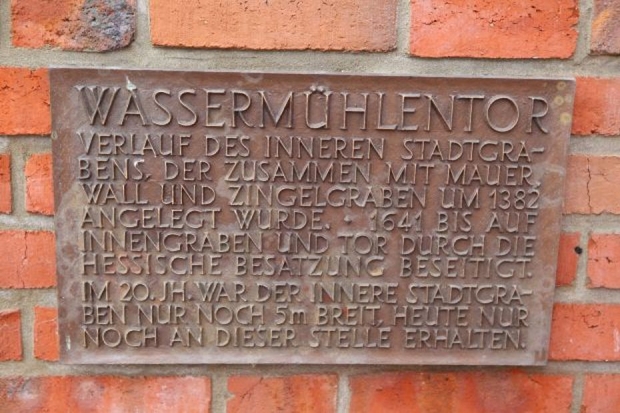 WASSERMÜHLENTOR
VERLAUF DES INNEREN STADTGRA-
BENS, DER ZUSAMMEN MIT MAUER,
WALL UND ZINGELGRABEN UM 1382
ANGELEGT WURDE. - 1641 BIS AUF
INNENGRABEN UND TOR DURCH DIE
HESSISCHE BESATZUNG BESEITIGT.
IM 20. JH. WAR DER INNERE STADTGRA-
BEN NUR NOCH 5m BREIT. HEUTE NUR
NOCH AN DIESER STELLE ERHALTEN.